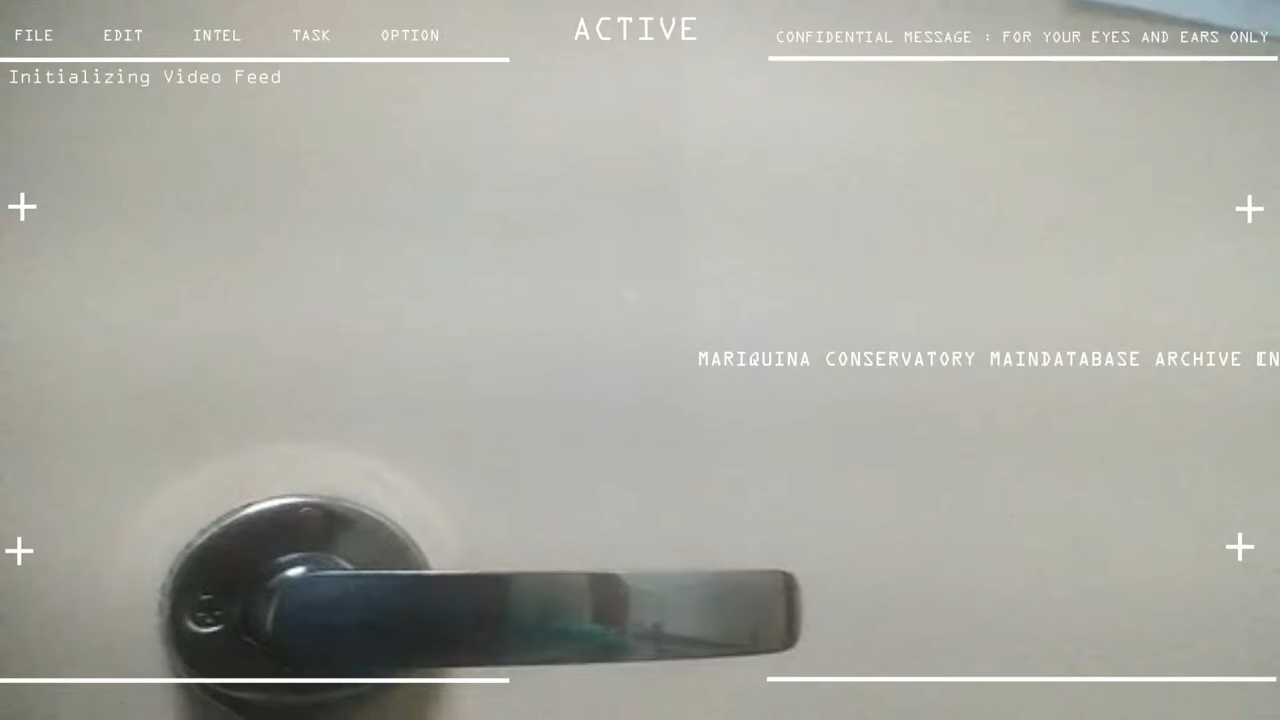 FILE EDIT INTEL TASK OPTION
ACTIVE
CONFIDENTIAL MESSAGE : FOR YOUR EYES AND EARS ONLY
Initializing Video Feed
MARIQUINA CONSERVATORY MAINDATABASE ARCHIVE